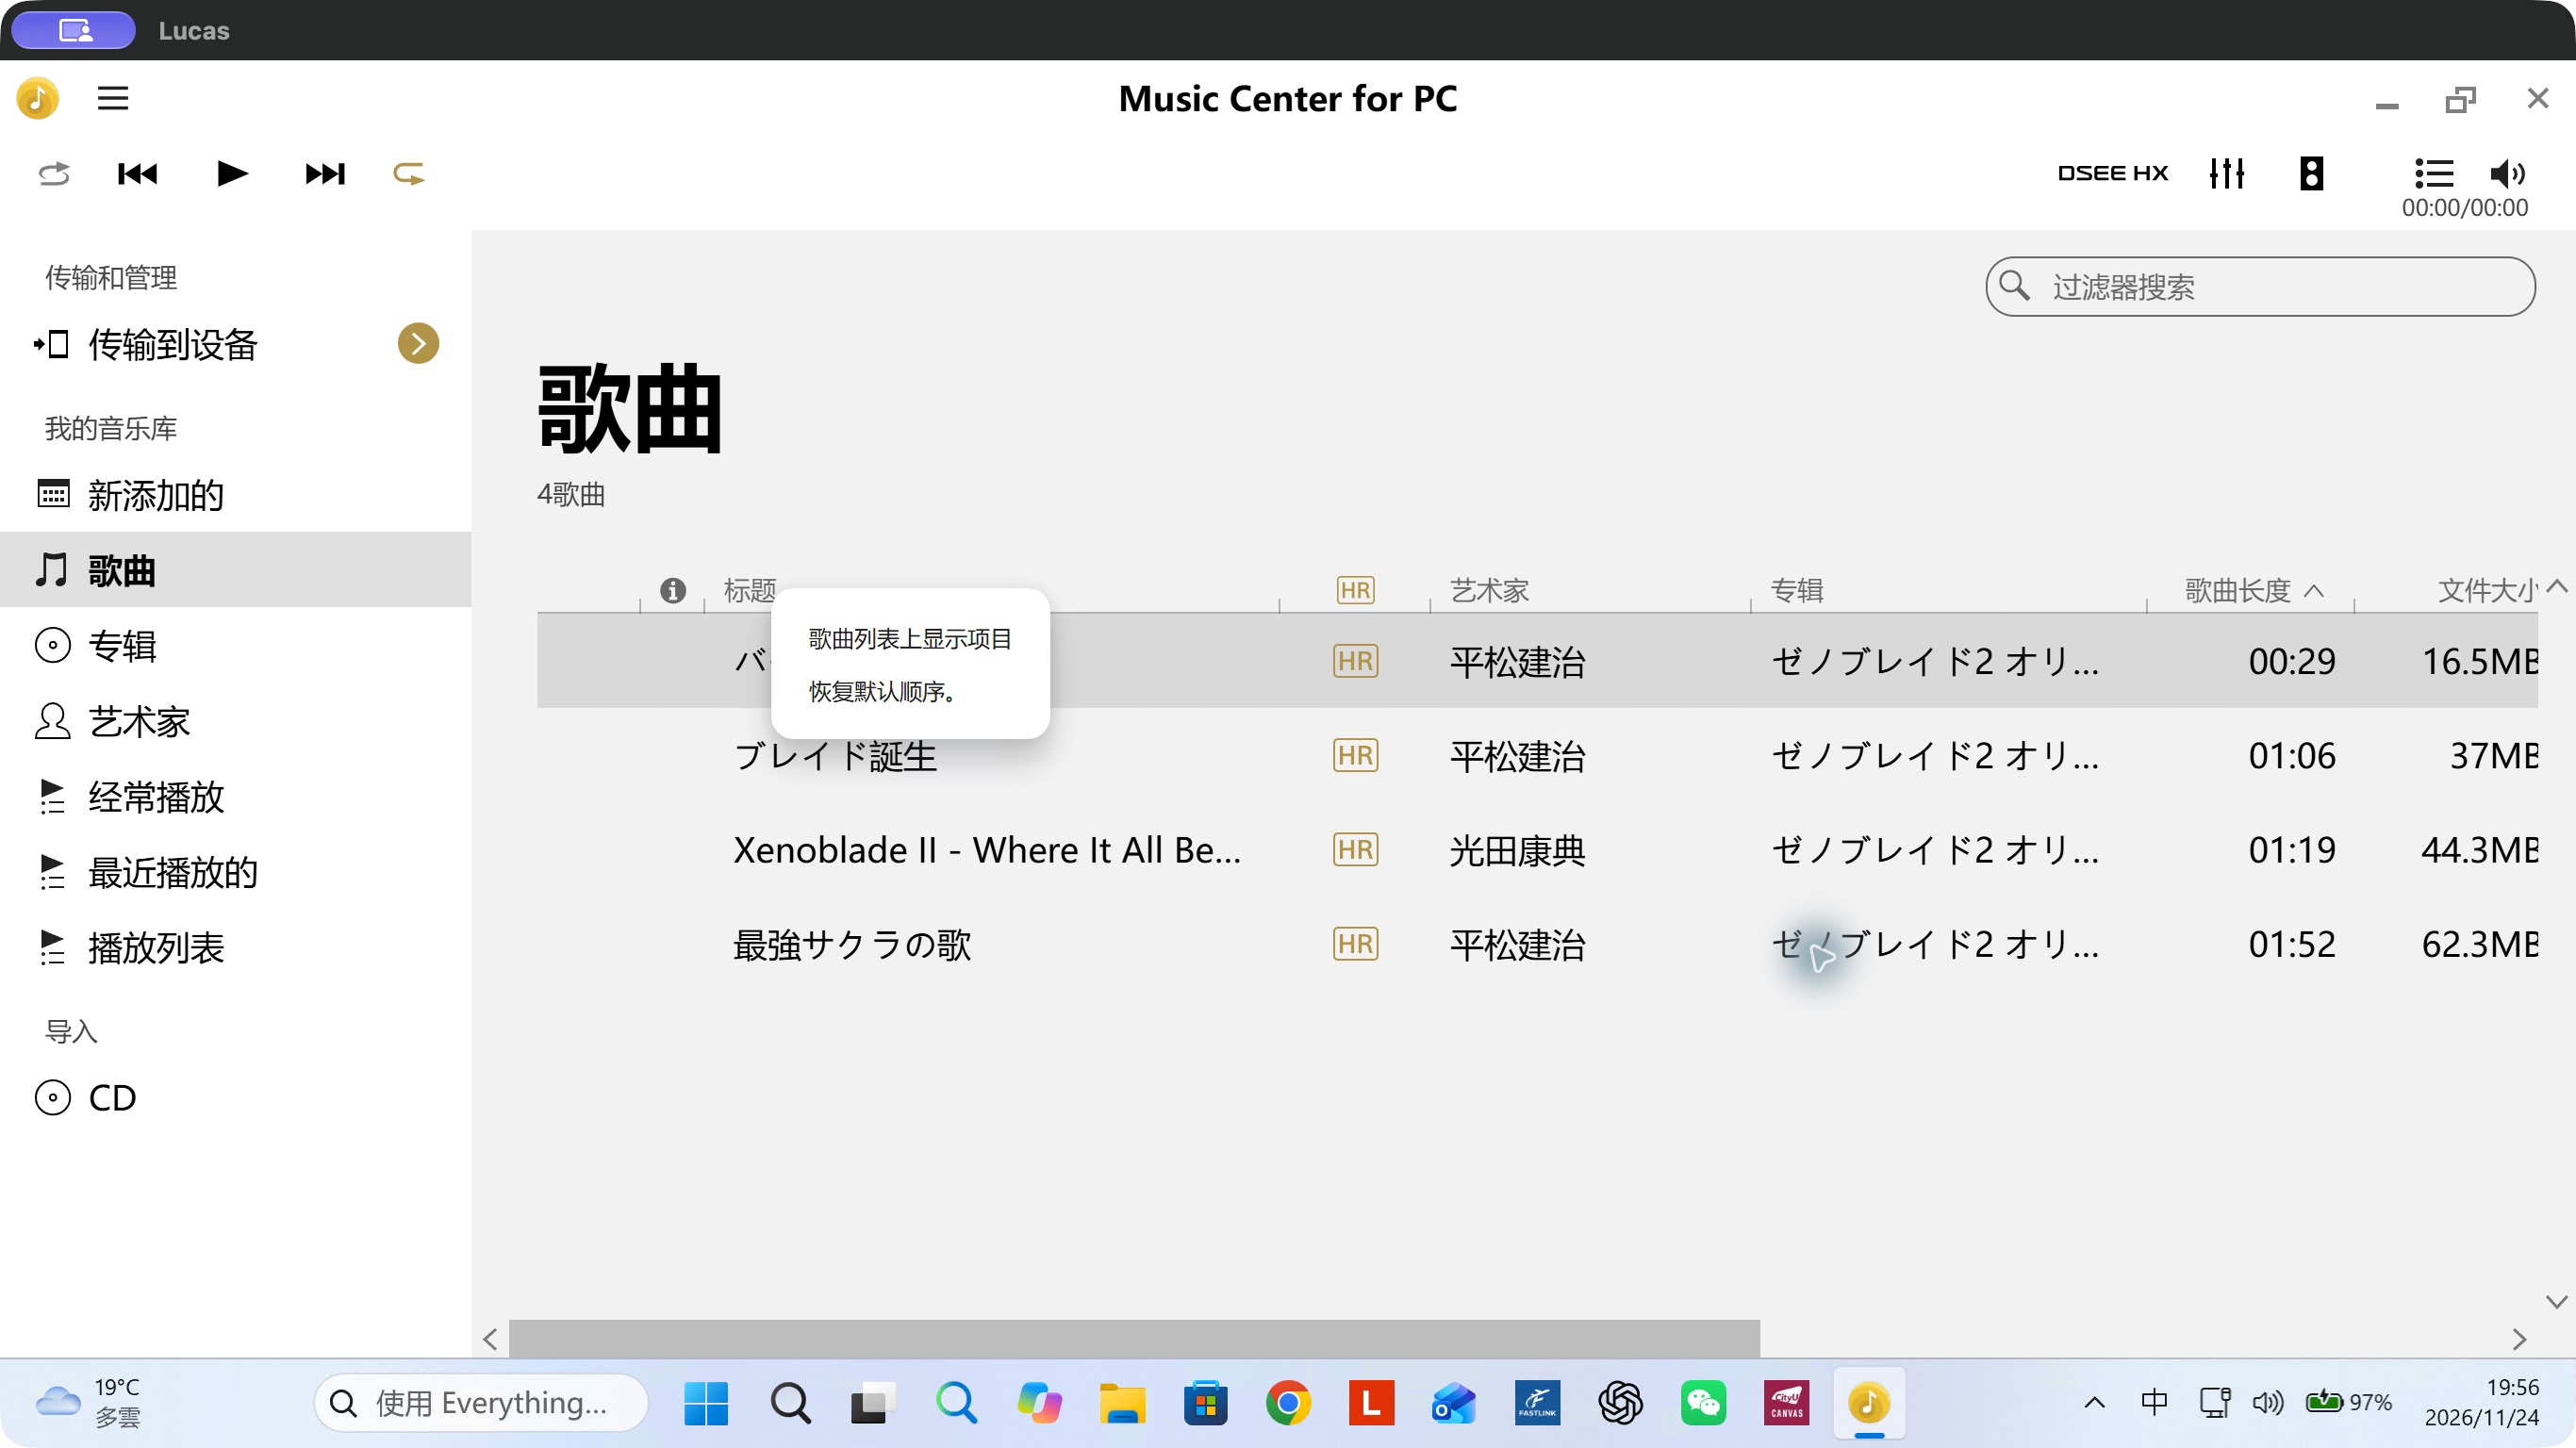 Lucas
Music Center for PC
DSEE HX
00:00/00:00
传输和管理
传输到设备
我的音乐库
新添加的
歌曲
专辑
艺术家
经常播放
最近播放的
播放列表
导入
CD
过滤器搜索
歌曲
4歌曲
标题 HR 艺术家 专辑 歌曲长度 文件大小
歌曲列表上显示项目
恢复默认顺序。
バ HR 平松建治 ゼノブレイド2 オリ... 00:29 16.5MB
ブレイド誕生 HR 平松建治 ゼノブレイド2 オリ... 01:06 37MB
Xenoblade II - Where It All Be... HR 光田康典 ゼノブレイド2 オリ... 01:19 44.3MB
最強サクラの歌 HR 平松建治 ゼノブレイド2 オリ... 01:52 62.3MB
19°C
多雲
使用 Everything...
L
FASTLINK
CityU
CANVAS
中
97%
19:56
2026/11/24